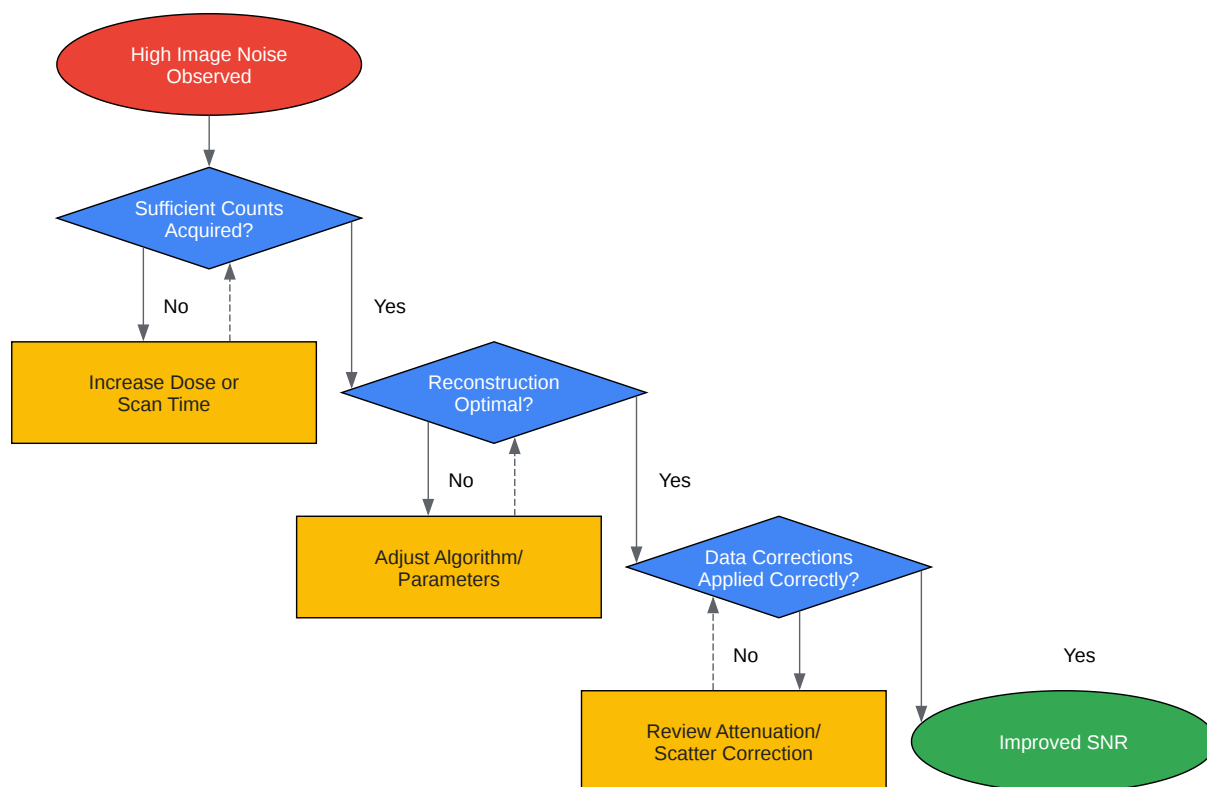 High Image Noise
Observed
Sufficient Counts
Acquired?
No
Yes
Increase Dose or
Scan Time
Reconstruction
Optimal?
No
Yes
Adjust Algorithm/
Parameters
Data Corrections
Applied Correctly?
No
Yes
Review Attenuation/
Scatter Correction
Improved SNR